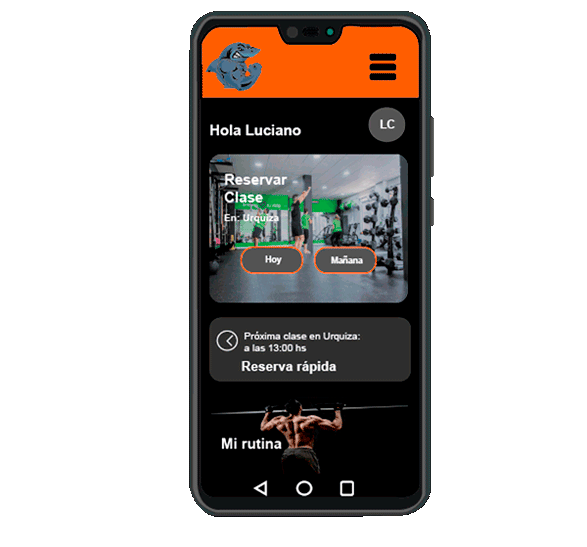 Hola Luciano
LC
Reservar
Clase
En: Urquiza
Hoy
Mañana
Próxima clase en Urquiza:
a las 13:00 hs
Reserva rápida
Mi rutina